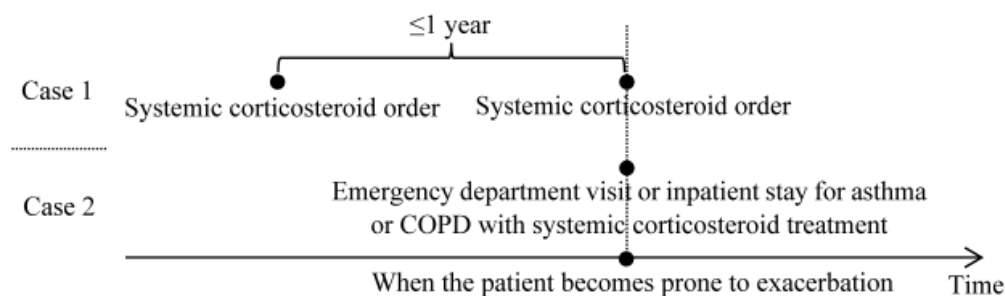 ≤1 year
Case 1
Systemic corticosteroid order
Systemic corticosteroid order
Case 2
Emergency department visit or inpatient stay for asthma
or COPD with systemic corticosteroid treatment
When the patient becomes prone to exacerbation
Time